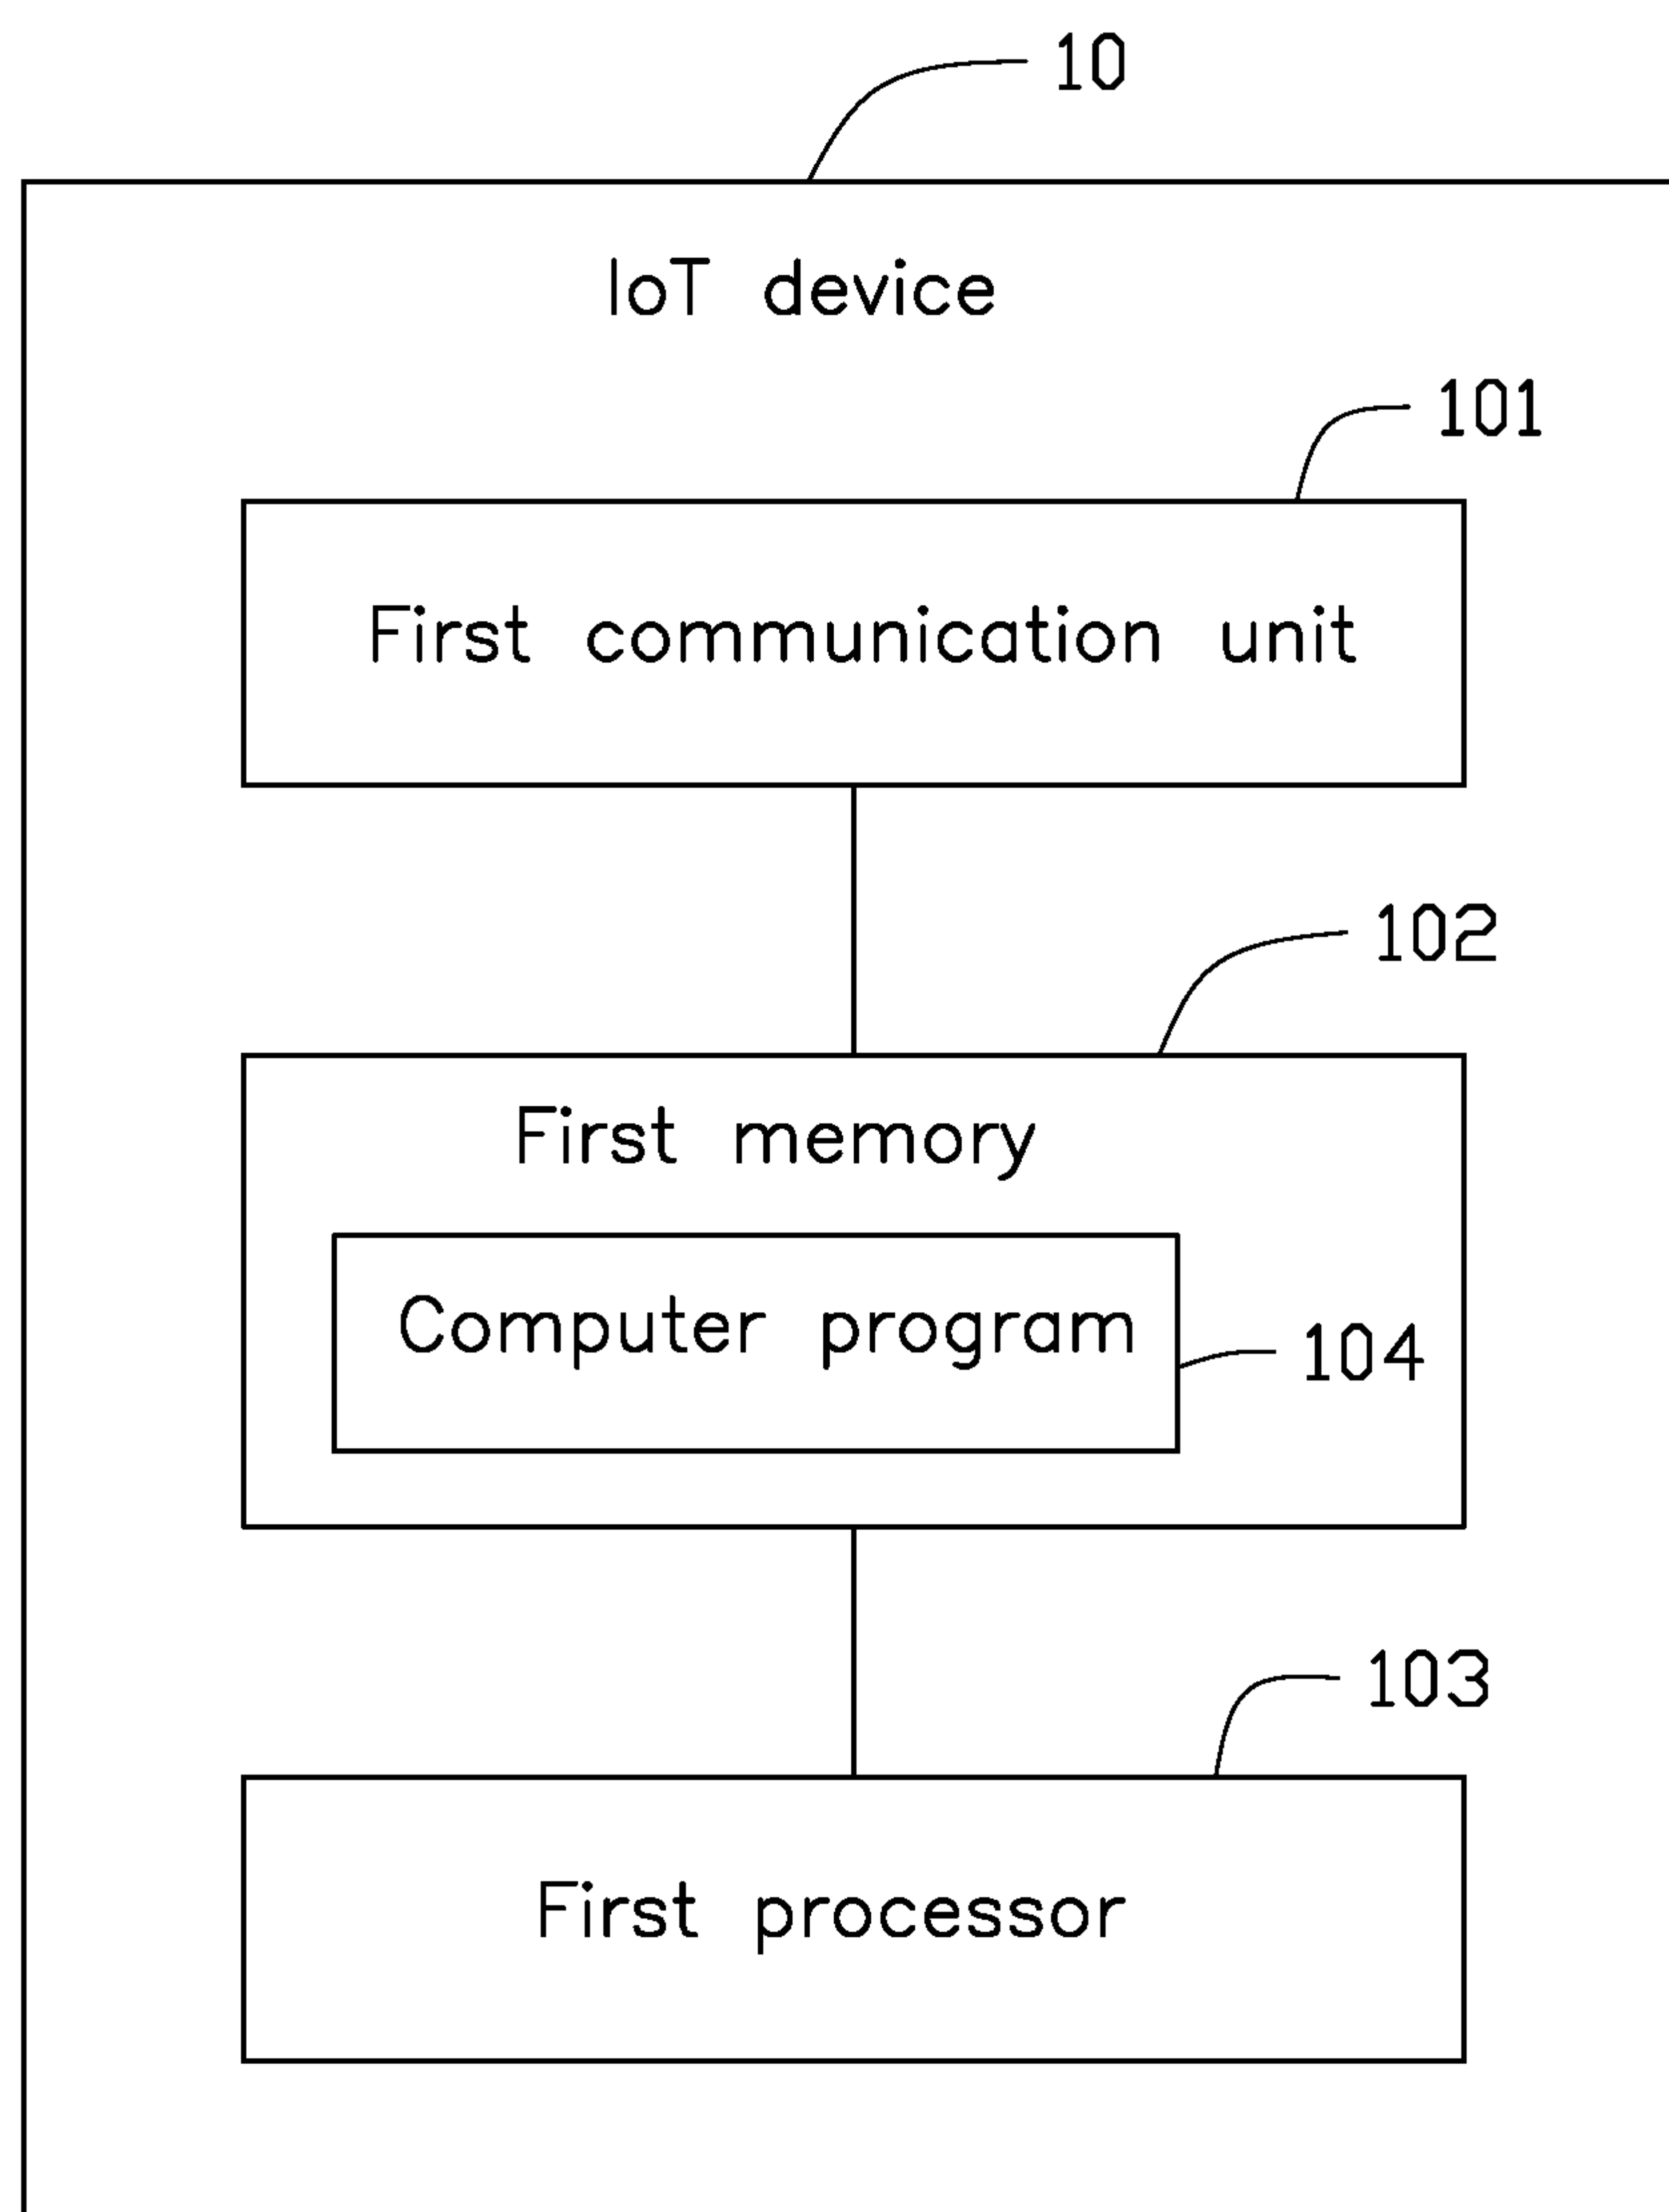 10
IoT device
101
First communication unit
102
First memory
Computer program
104
103
First processor